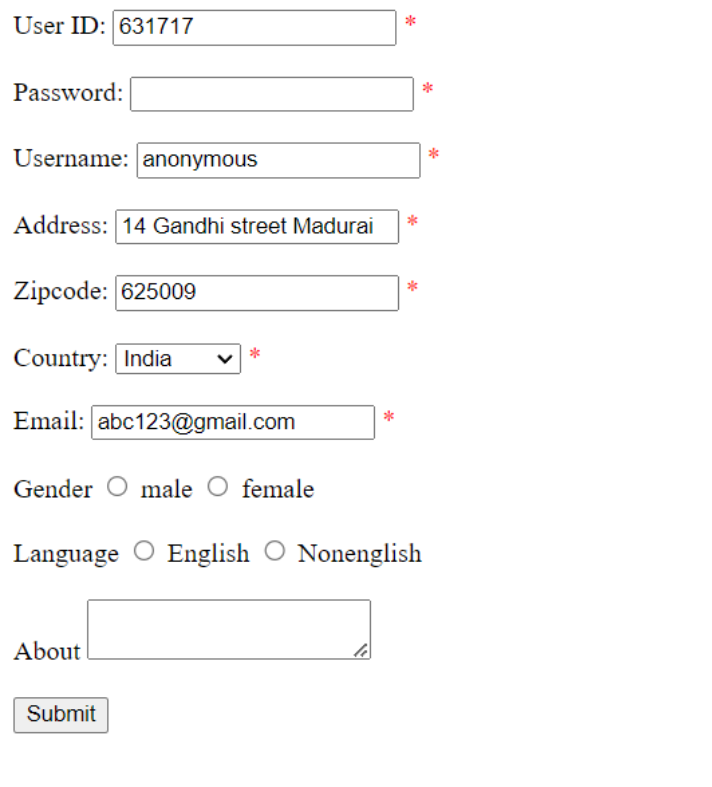 User ID: 631717 *
Password: *
Username: anonymous *
Address: 14 Gandhi street Madurai *
Zipcode: 625009 *
Country: India *
Email: abc123@gmail.com *
Gender male female
Language English Nonenglish
About
Submit